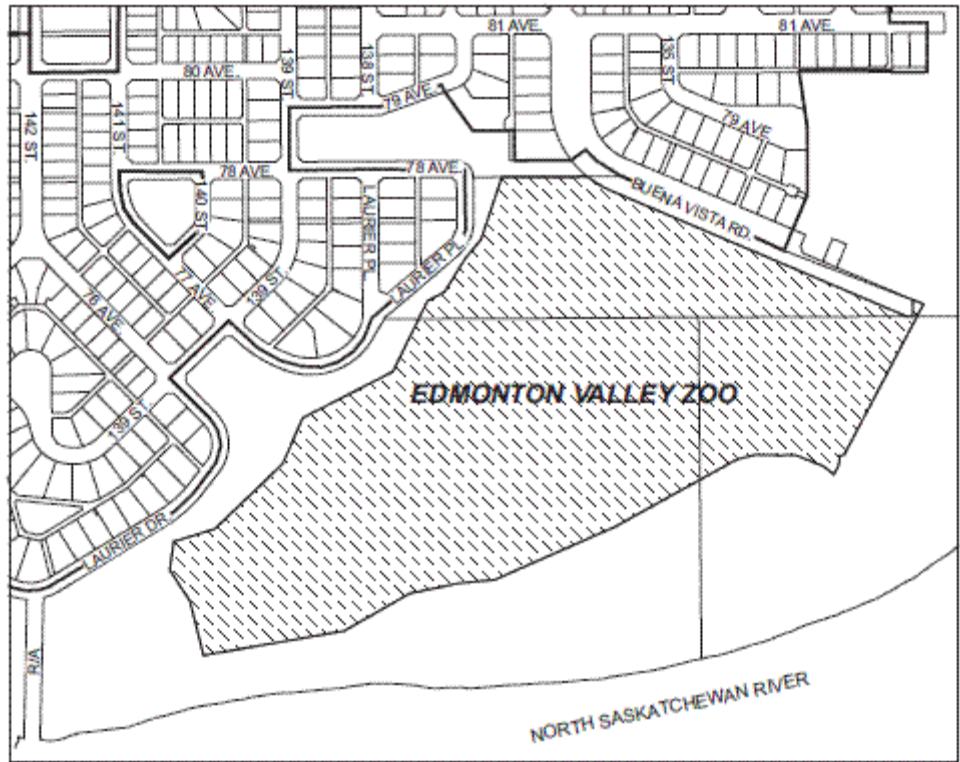 81 AVE.
81 AVE.
139 ST.
138 ST
135 ST
80 AVE.
79 AVE.
79 AVE
142 ST.
141 ST.
78 AVE.
78 AVE.
140 ST
LAURIER PL
BUENA VISTA RD.
77 AVE
139 ST.
LAURIER PL
76 AVE
EDMONTON VALLEY ZOO
139 ST.
LAURIER DR.
R/A
NORTH SASKATCHEWAN RIVER